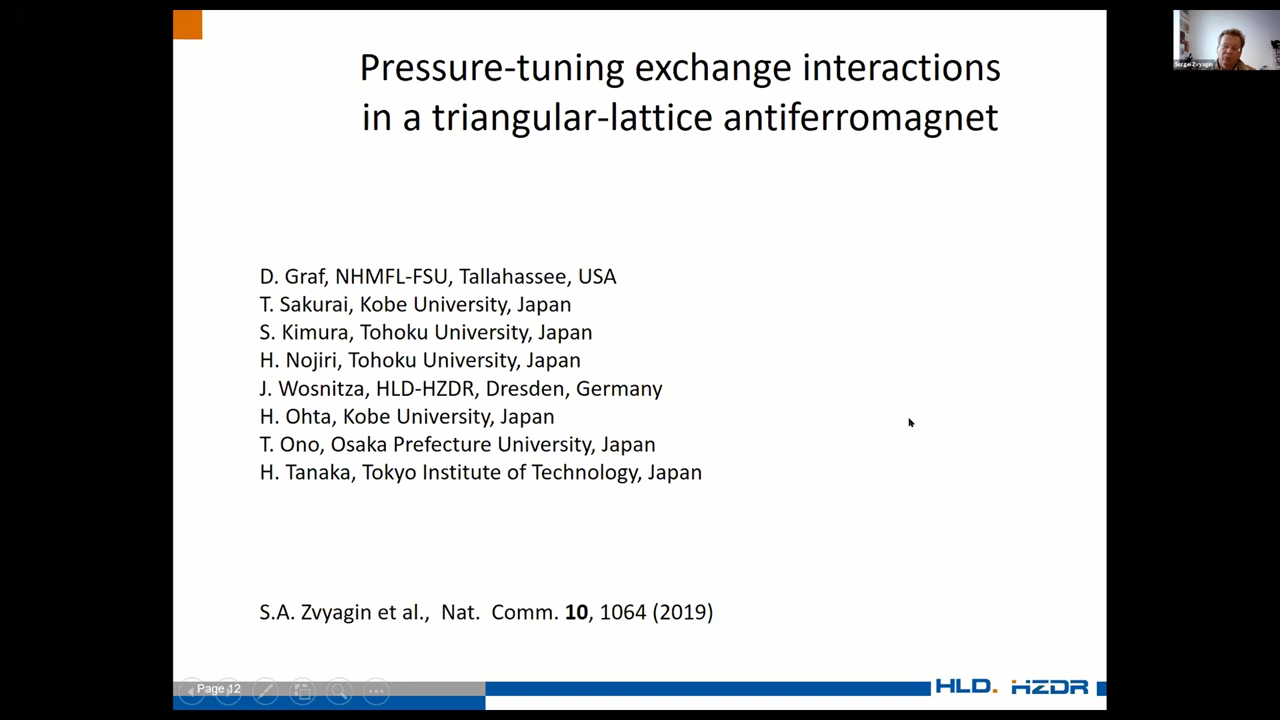 Pressure-tuning exchange interactions
in a triangular-lattice antiferromagnet
Sergei Zvyagin
D. Graf, NHMFL-FSU, Tallahassee, USA
T. Sakurai, Kobe University, Japan
S. Kimura, Tohoku University, Japan
H. Nojiri, Tohoku University, Japan
J. Wosnitza, HLD-HZDR, Dresden, Germany
H. Ohta, Kobe University, Japan
T. Ono, Osaka Prefecture University, Japan
H. Tanaka, Tokyo Institute of Technology, Japan
S.A. Zvyagin et al., Nat. Comm. 10, 1064 (2019)
Page 12
HLD. HZDR